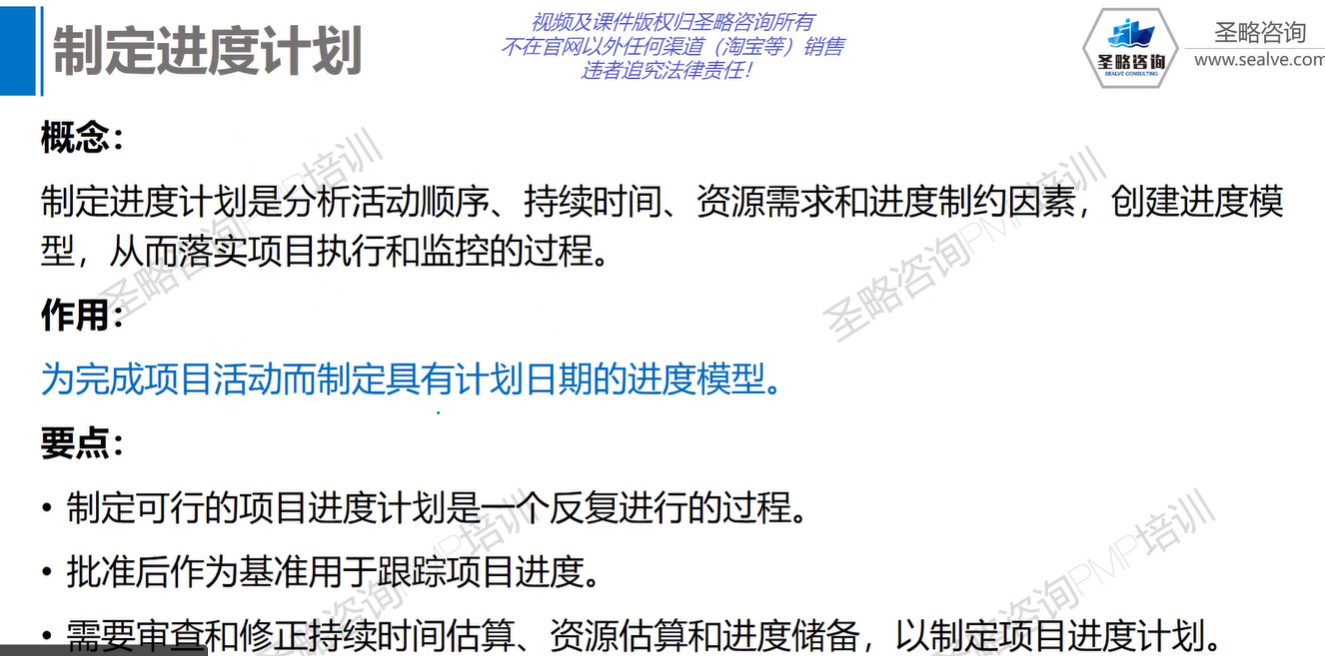 制定进度计划
视频及课件版权归圣略咨询所有
不在官网以外任何渠道（淘宝等）销售
违者追究法律责任！
圣略咨询
SEALVE CONSULTING
圣略咨询
www.sealve.com
概念：
制定进度计划是分析活动顺序、持续时间、资源需求和进度制约因素，创建进度模
型，从而落实项目执行和监控的过程。
作用：
为完成项目活动而制定具有计划日期的进度模型。
要点：
• 制定可行的项目进度计划是一个反复进行的过程。
• 批准后作为基准用于跟踪项目进度。
• 需要审查和修正持续时间估算、资源估算和进度储备，以制定项目进度计划。
圣略咨询PMP培训
圣略咨询PMP培训
圣略咨询PMP培训
圣略咨询PMP培训